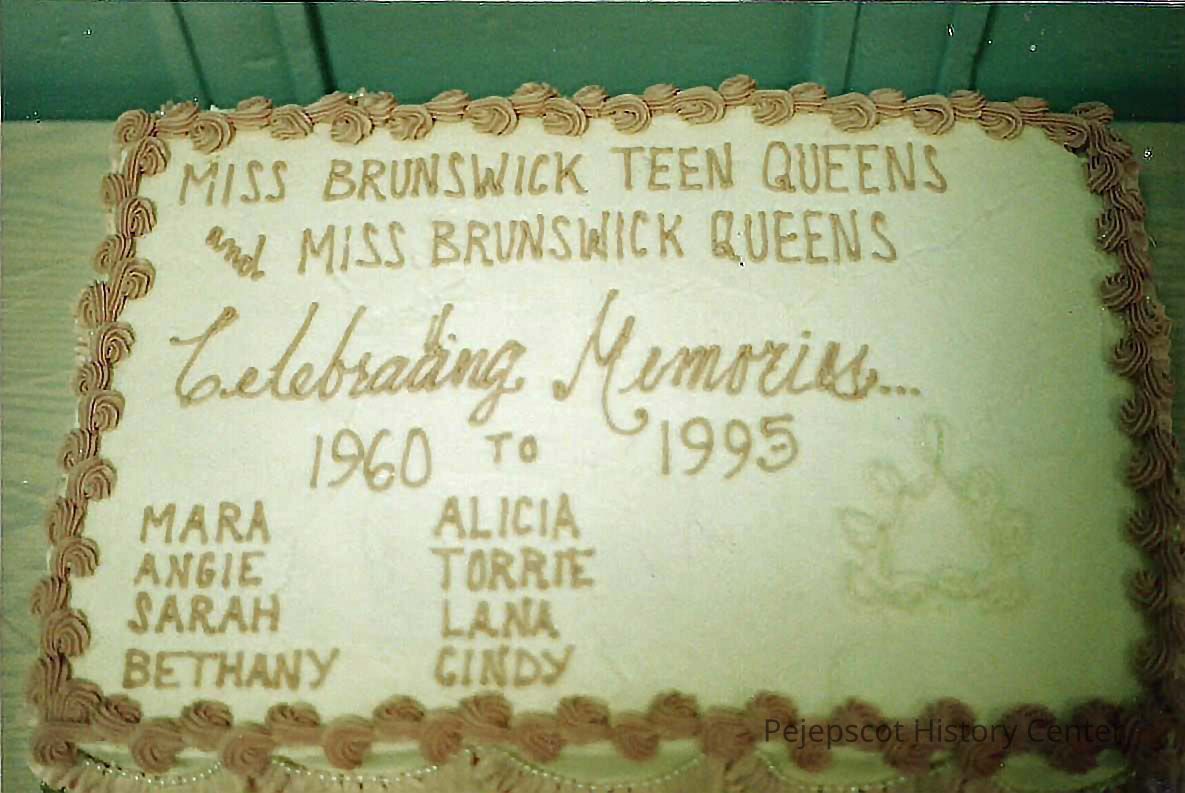 MISS BRUNSWICK TEEN QUEENS
and MISS BRUNSWICK QUEENS
Celebrating Memories...
1960 TO 1995
MARA ALICIA
ANGIE TORRIE
SARAH LANA
BETHANY CINDY
Pejepscot History Center